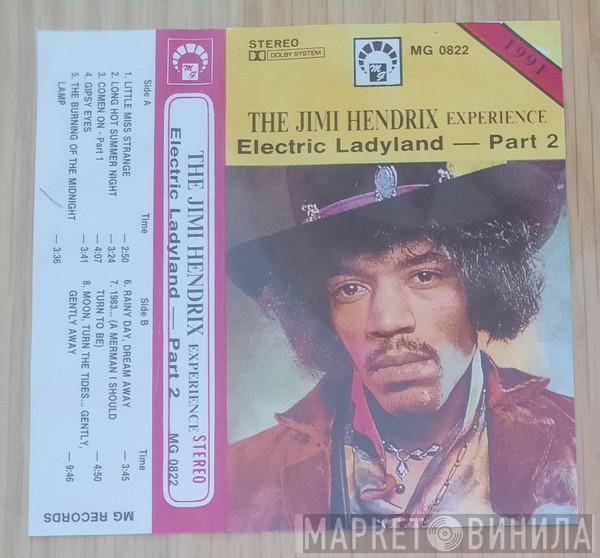 STEREO
DOLBY SYSTEM
M G
MG 0822
1991
THE JIMI HENDRIX EXPERIENCE
Electric Ladyland — Part 2
M G
THE JIMI HENDRIX EXPERIENCE STEREO
Electric Ladyland — Part 2 MG 0822
Side A Time
1. LITTLE MISS STRANGE — 2:50
2. LONG HOT SUMMER NIGHT — 3:24
3. COMEN ON - Part 1 — 4:07
4. GIPSY EYES — 3:41
5. THE BURNING OF THE MIDNIGHT
LAMP — 3:36
Side B Time
6. RAINY DAY, DREAM AWAY — 3:45
7. 1983... (A MERMAN I SHOULD
TURN TO BE) — 4:50
8. MOON, TURN THE TIDES... GENTLY,
GENTLY AWAY — 9:46
MG RECORDS
МАРКЕТ ВИНИЛА